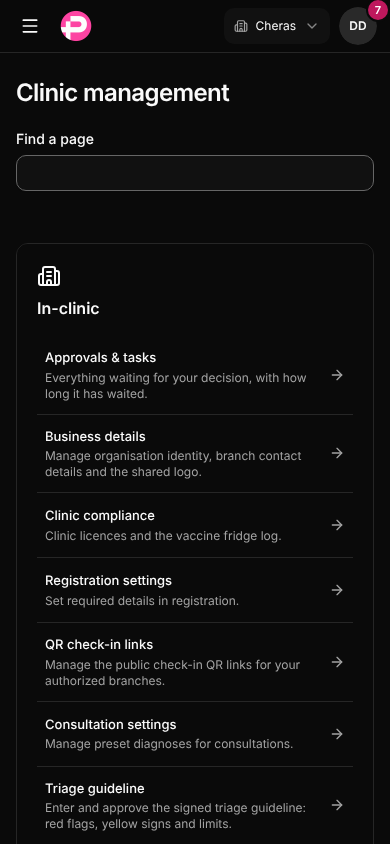 Cheras
DD
7
Clinic management
Find a page
In-clinic
Approvals & tasks
Everything waiting for your decision, with how
long it has waited.
Business details
Manage organisation identity, branch contact
details and the shared logo.
Clinic compliance
Clinic licences and the vaccine fridge log.
Registration settings
Set required details in registration.
QR check-in links
Manage the public check-in QR links for your
authorized branches.
Consultation settings
Manage preset diagnoses for consultations.
Triage guideline
Enter and approve the signed triage guideline:
red flags, yellow signs and limits.